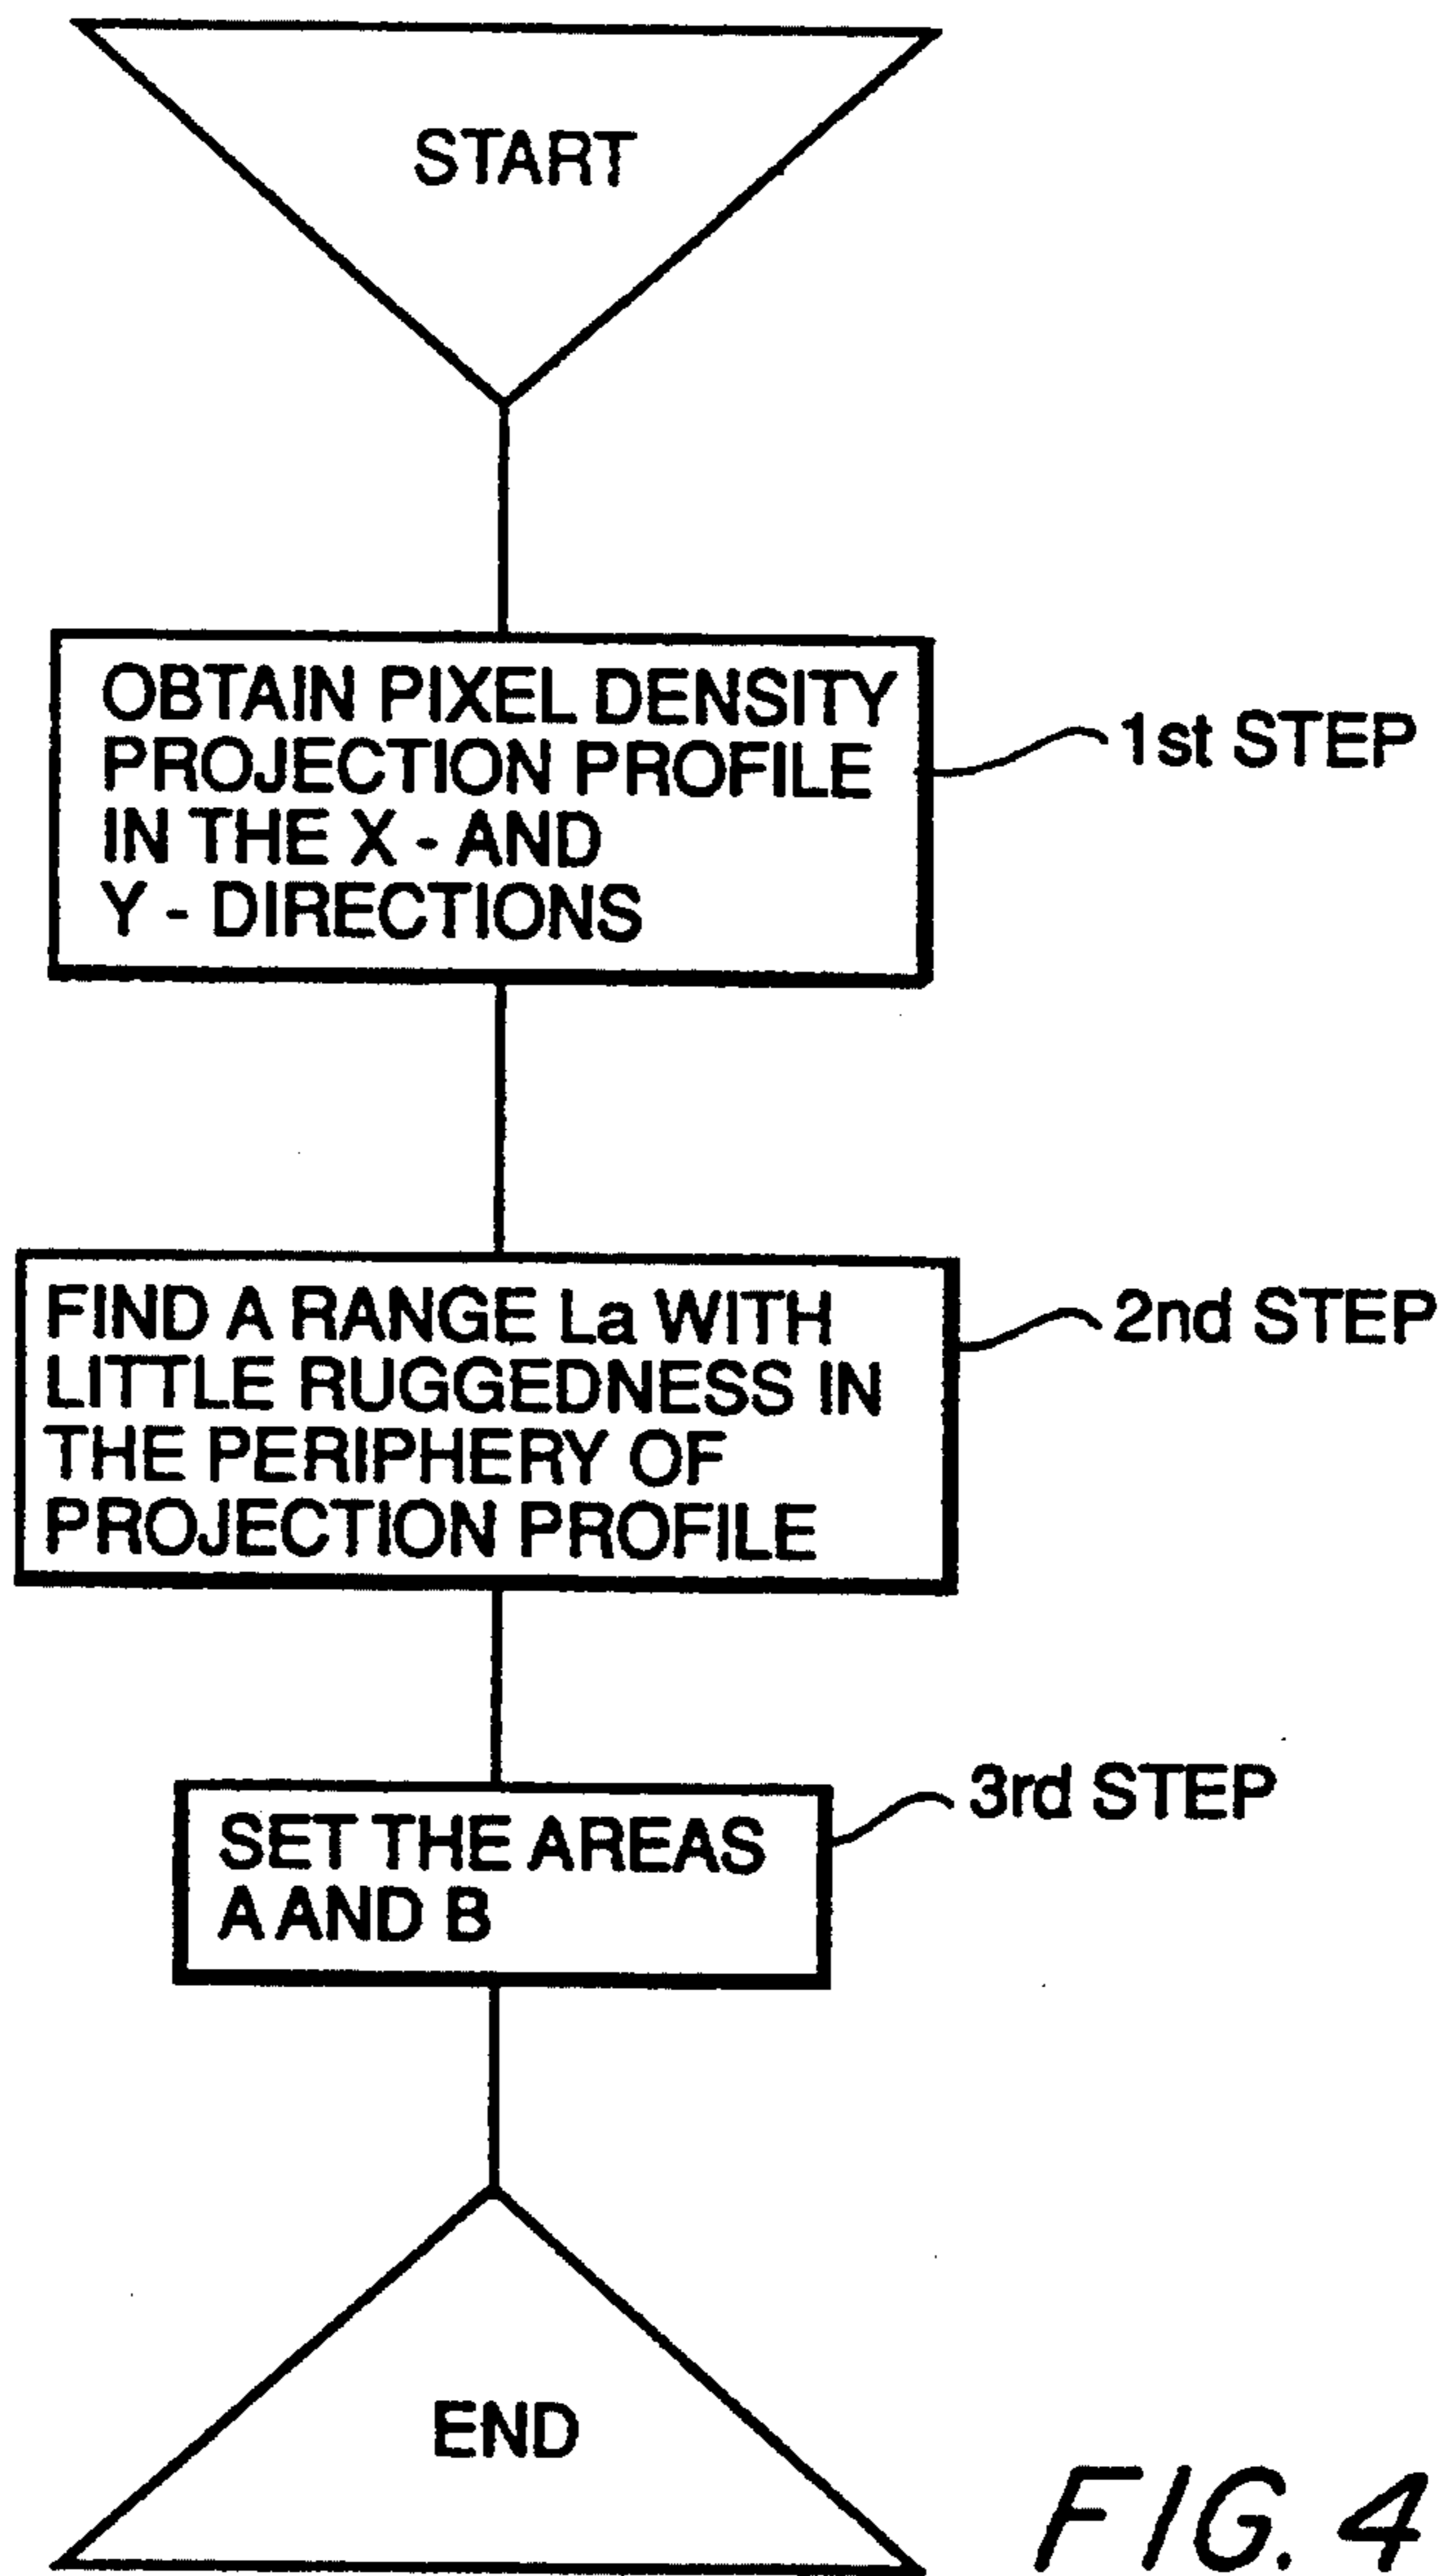 START
OBTAIN PIXEL DENSITY
PROJECTION PROFILE
IN THE X - AND
Y - DIRECTIONS
1st STEP
FIND A RANGE La WITH
LITTLE RUGGEDNESS IN
THE PERIPHERY OF
PROJECTION PROFILE
2nd STEP
SET THE AREAS
A AND B
3rd STEP
END
FIG. 4